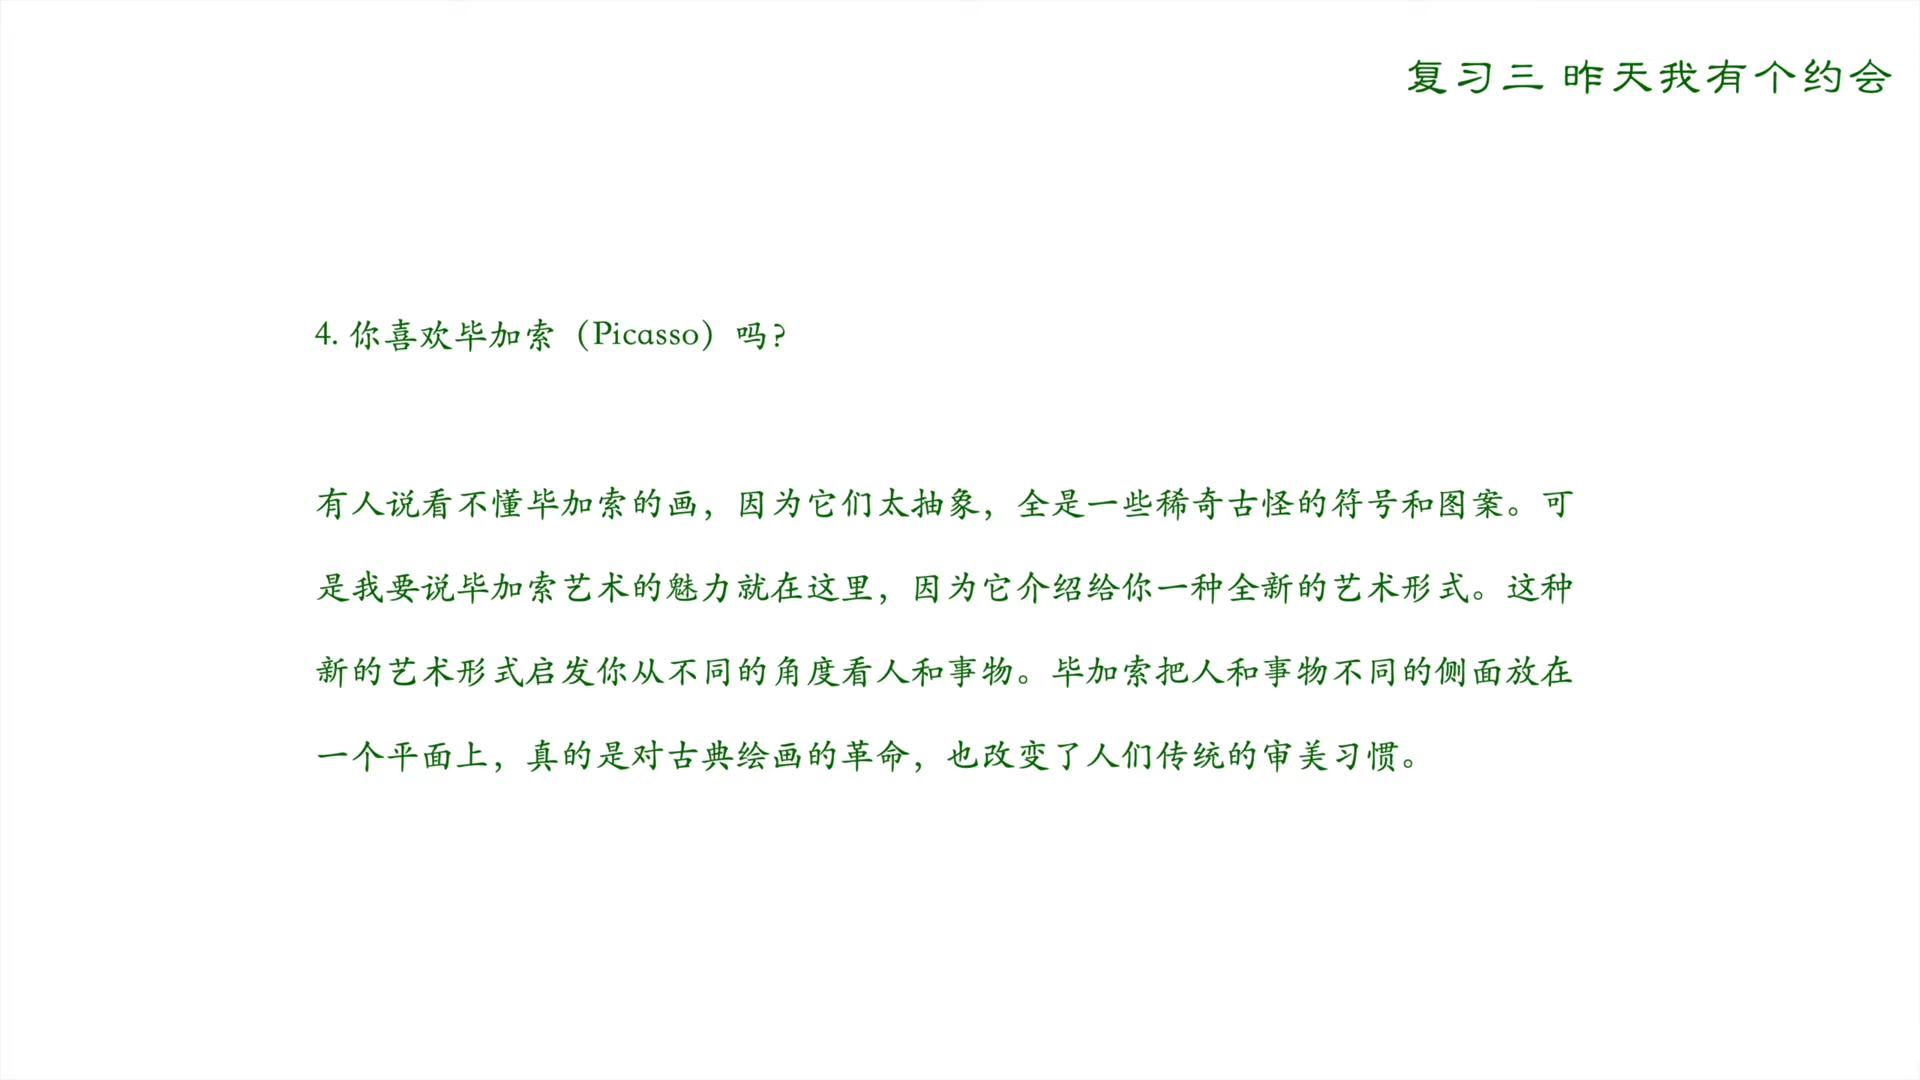 复习三 昨天我有个约会
4. 你喜欢毕加索（Picasso）吗？
有人说看不懂毕加索的画，因为它们太抽象，全是一些稀奇古怪的符号和图案。可
是我要说毕加索艺术的魅力就在这里，因为它介绍给你一种全新的艺术形式。这种
新的艺术形式启发你从不同的角度看人和事物。毕加索把人和事物不同的侧面放在
一个平面上，真的是对古典绘画的革命，也改变了人们传统的审美习惯。